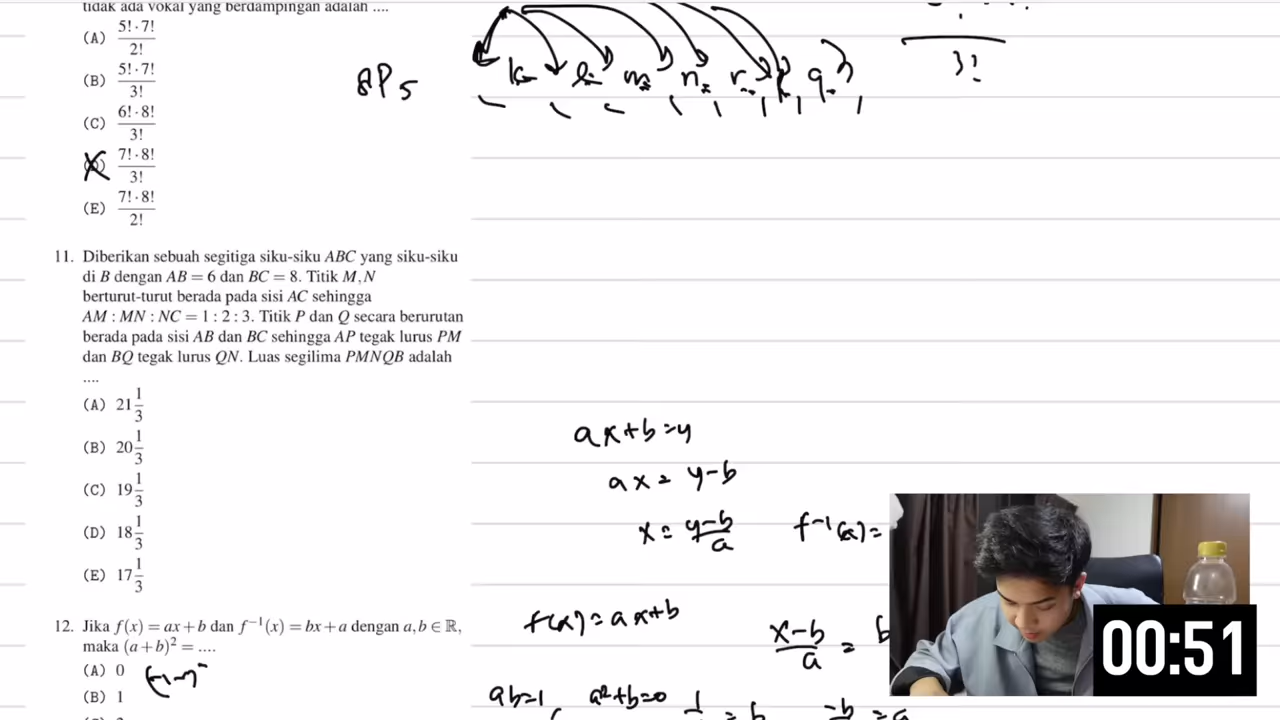 tidak ada vokal yang berdampingan adalah ....
(A) 5!·7!/2!
(B) 5!·7!/3!
(C) 6!·8!/3!
7!·8!/3!
(E) 7!·8!/2!
8P5
k l m n r p q
3!
11. Diberikan sebuah segitiga siku-siku ABC yang siku-siku
di B dengan AB = 6 dan BC = 8. Titik M, N
berturut-turut berada pada sisi AC sehingga
AM : MN : NC = 1 : 2 : 3. Titik P dan Q secara berurutan
berada pada sisi AB dan BC sehingga AP tegak lurus PM
dan BQ tegak lurus QN. Luas segilima PMNQB adalah
....
(A) 21 1/3
(B) 20 1/3
(C) 19 1/3
(D) 18 1/3
(E) 17 1/3
ax+b=y
ax = y-b
x = y-b/a
f⁻¹(x)=
12. Jika f(x) = ax + b dan f⁻¹(x) = bx + a dengan a, b ∈ ℝ,
maka (a + b)² = ....
(A) 0
(B) 1
f(x) = ax+b
x-b/a = b
ab=1
a²+b=0
1 = b
-b = a
00:51